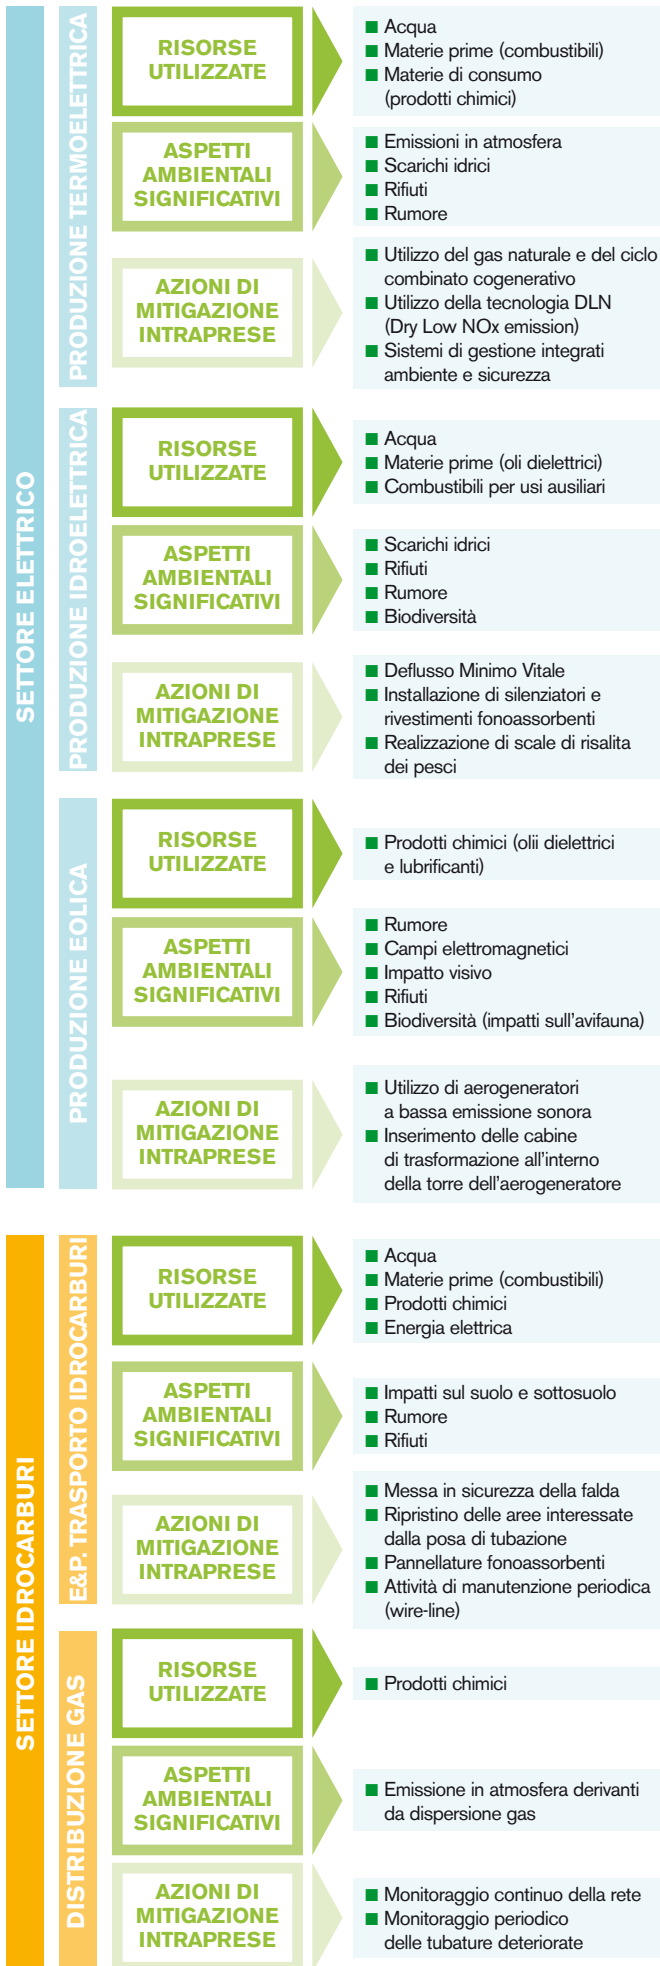 SETTORE ELETTRICO
PRODUZIONE TERMOELETTRICA
RISORSE
UTILIZZATE
■ Acqua
■ Materie prime (combustibili)
■ Materie di consumo
(prodotti chimici)
ASPETTI
AMBIENTALI
SIGNIFICATIVI
■ Emissioni in atmosfera
■ Scarichi idrici
■ Rifiuti
■ Rumore
AZIONI DI
MITIGAZIONE
INTRAPRESE
■ Utilizzo del gas naturale e del ciclo
combinato cogenerativo
■ Utilizzo della tecnologia DLN
(Dry Low NOx emission)
■ Sistemi di gestione integrati
ambiente e sicurezza
PRODUZIONE IDROELETTRICA
RISORSE
UTILIZZATE
■ Acqua
■ Materie prime (oli dielettrici)
■ Combustibili per usi ausiliari
ASPETTI
AMBIENTALI
SIGNIFICATIVI
■ Scarichi idrici
■ Rifiuti
■ Rumore
■ Biodiversità
AZIONI DI
MITIGAZIONE
INTRAPRESE
■ Deflusso Minimo Vitale
■ Installazione di silenziatori e
rivestimenti fonoassorbenti
■ Realizzazione di scale di risalita
dei pesci
PRODUZIONE EOLICA
RISORSE
UTILIZZATE
■ Prodotti chimici (olii dielettrici
e lubrificanti)
ASPETTI
AMBIENTALI
SIGNIFICATIVI
■ Rumore
■ Campi elettromagnetici
■ Impatto visivo
■ Rifiuti
■ Biodiversità (impatti sull'avifauna)
AZIONI DI
MITIGAZIONE
INTRAPRESE
■ Utilizzo di aerogeneratori
a bassa emissione sonora
■ Inserimento delle cabine
di trasformazione all'interno
della torre dell'aerogeneratore
SETTORE IDROCARBURI
E&P. TRASPORTO IDROCARBURI
RISORSE
UTILIZZATE
■ Acqua
■ Materie prime (combustibili)
■ Prodotti chimici
■ Energia elettrica
ASPETTI
AMBIENTALI
SIGNIFICATIVI
■ Impatti sul suolo e sottosuolo
■ Rumore
■ Rifiuti
AZIONI DI
MITIGAZIONE
INTRAPRESE
■ Messa in sicurezza della falda
■ Ripristino delle aree interessate
dalla posa di tubazione
■ Pannellature fonoassorbenti
■ Attività di manutenzione periodica
(wire-line)
DISTRIBUZIONE GAS
RISORSE
UTILIZZATE
■ Prodotti chimici
ASPETTI
AMBIENTALI
SIGNIFICATIVI
■ Emissione in atmosfera derivanti
da dispersione gas
AZIONI DI
MITIGAZIONE
INTRAPRESE
■ Monitoraggio continuo della rete
■ Monitoraggio periodico
delle tubature deteriorate